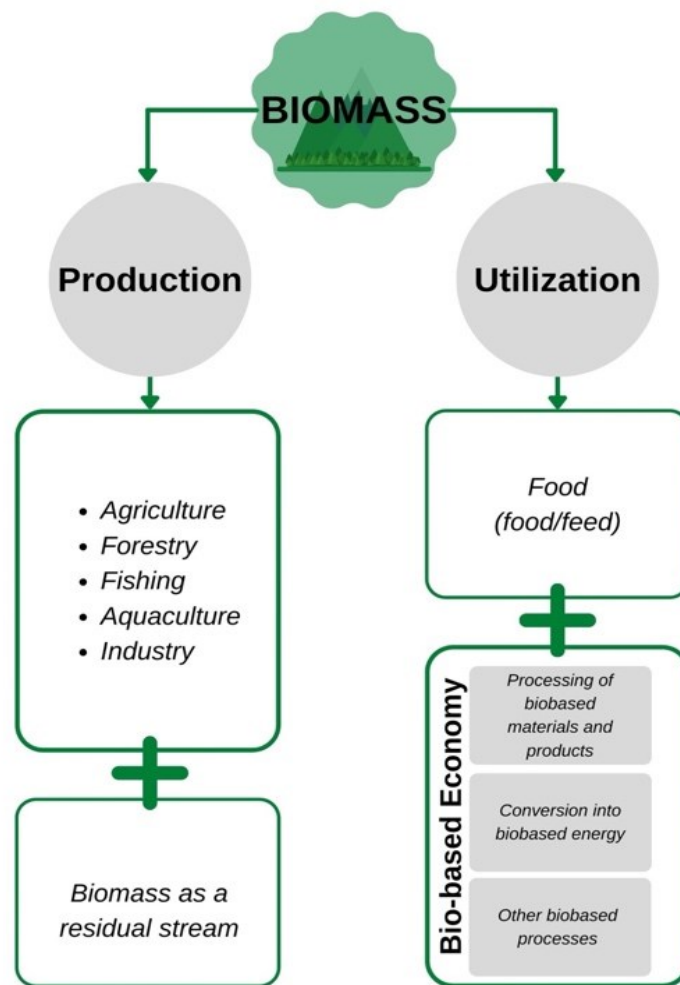 BIOMASS
Production
Utilization
• Agriculture
• Forestry
• Fishing
• Aquaculture
• Industry
Biomass as a
residual stream
Food
(food/feed)
Bio-based Economy
Processing of
biobased
materials and
products
Conversion into
biobased energy
Other biobased
processes